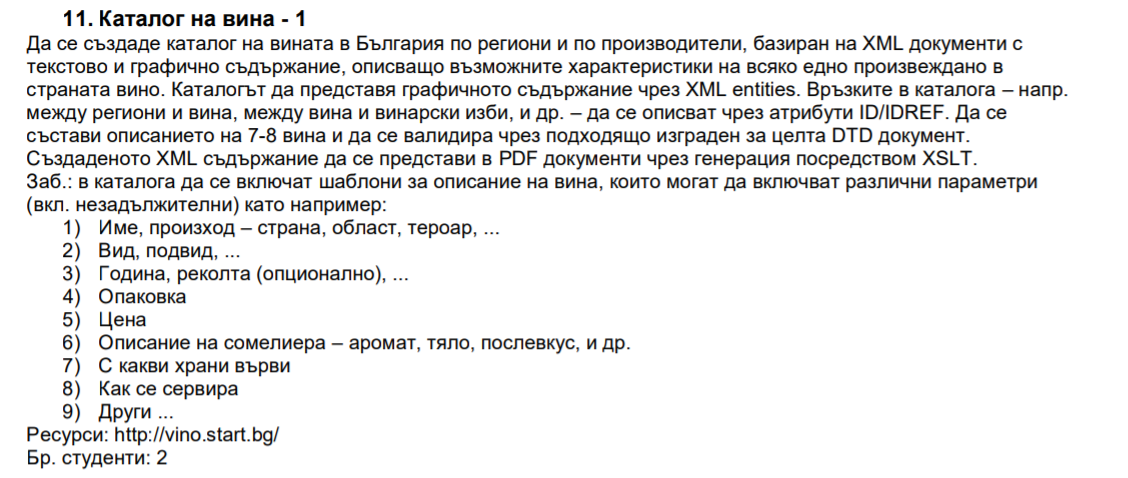 11. Каталог на вина - 1
Да се създаде каталог на вината в България по региони и по производители, базиран на XML документи с
текстово и графично съдържание, описващо възможните характеристики на всяко едно произвеждано в
страната вино. Каталогът да представя графичното съдържание чрез XML entities. Връзките в каталога – напр.
между региони и вина, между вина и винарски изби, и др. – да се описват чрез атрибути ID/IDREF. Да се
състави описанието на 7-8 вина и да се валидира чрез подходящо изграден за целта DTD документ.
Създаденото XML съдържание да се представи в PDF документи чрез генерация посредством XSLT.
Заб.: в каталога да се включат шаблони за описание на вина, които могат да включват различни параметри
(вкл. незадължителни) като например:
1) Име, произход – страна, област, тероар, ...
2) Вид, подвид, ...
3) Година, реколта (опционално), ...
4) Опаковка
5) Цена
6) Описание на сомелиера – аромат, тяло, послевкус, и др.
7) С какви храни върви
8) Как се сервира
9) Други ...
Ресурси: http://vino.start.bg/
Бр. студенти: 2